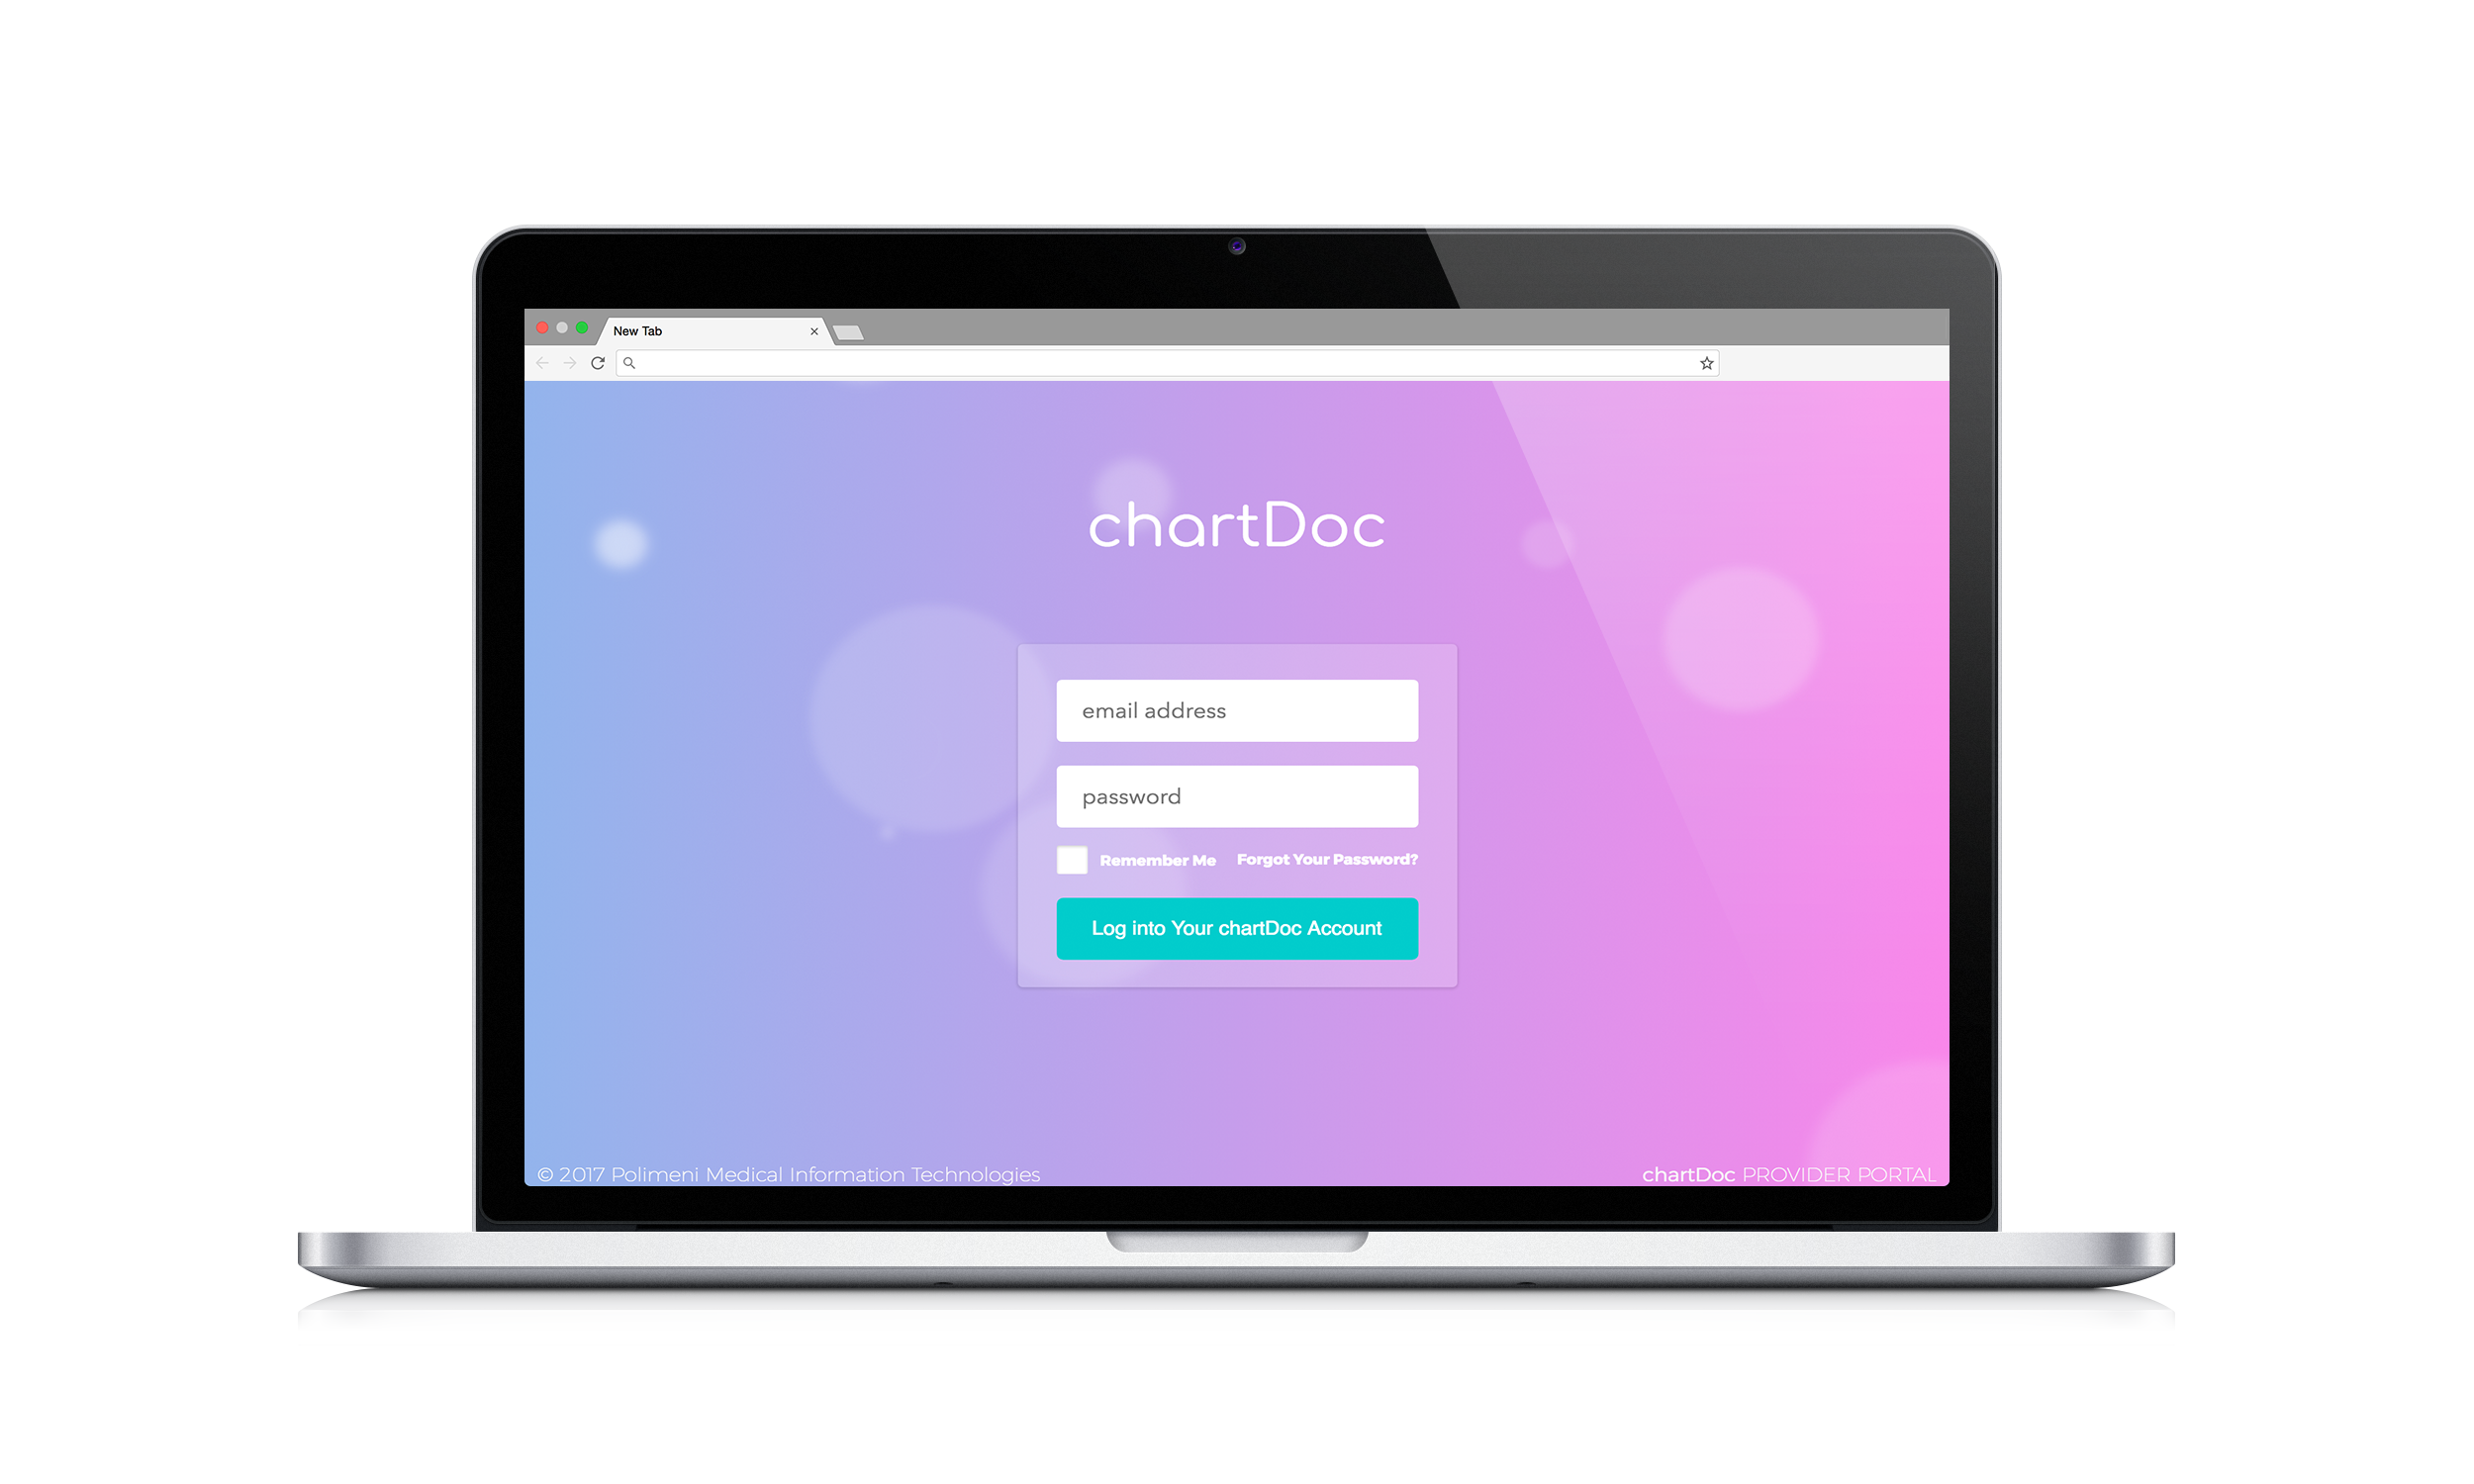 New Tab
chartDoc
email address
password
Remember Me Forgot Your Password?
Log into Your chartDoc Account
© 2017 Polimeni Medical Information Technologies
chartDoc PROVIDER PORTAL